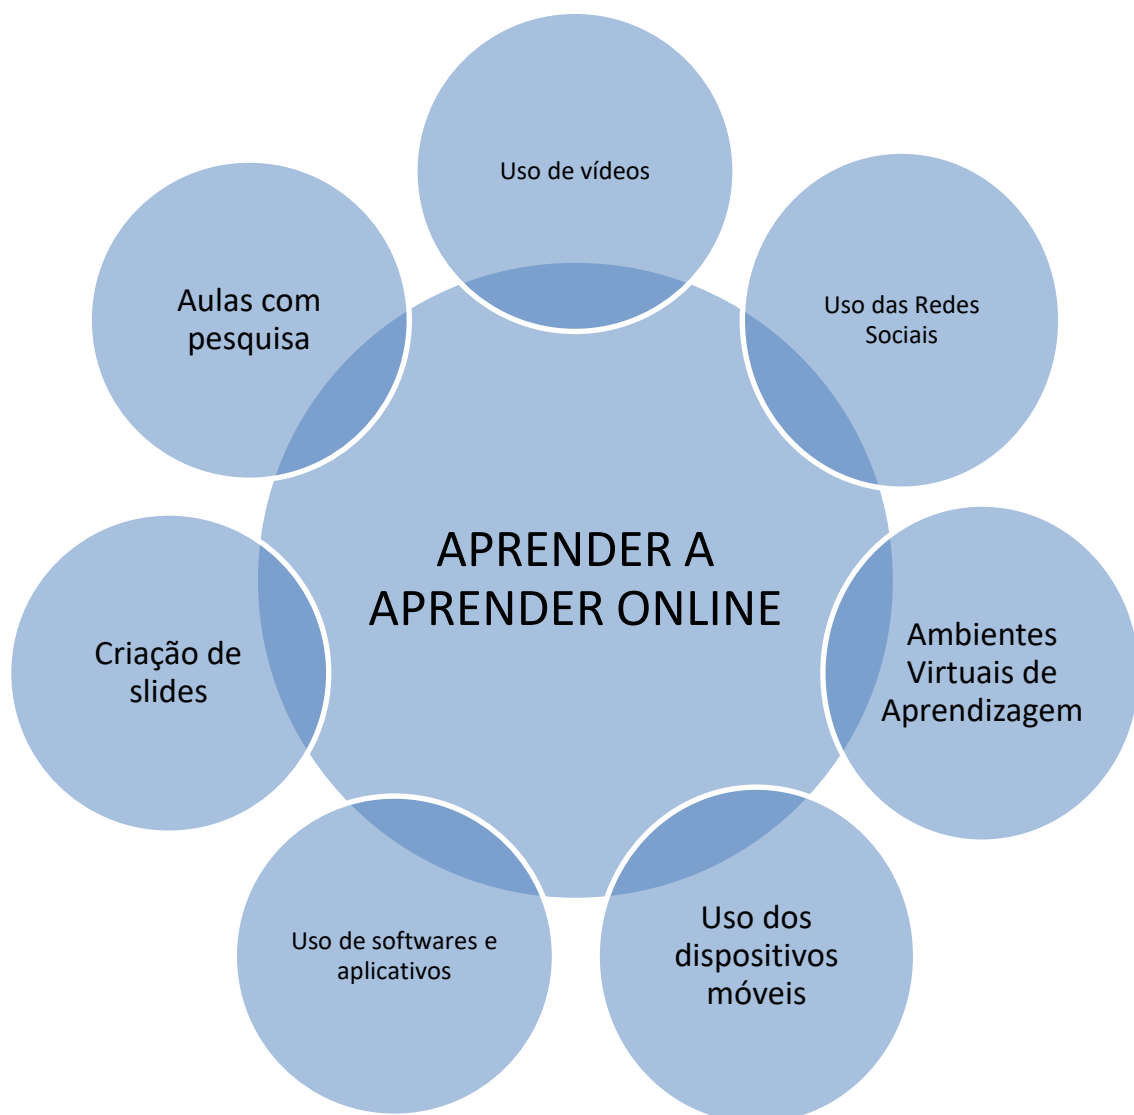 Uso de vídeos
Uso das Redes
Sociais
Aulas com
pesquisa
APRENDER A
APRENDER ONLINE
Ambientes
Virtuais de
Aprendizagem
Criação de
slides
Uso dos
dispositivos
móveis
Uso de softwares e
aplicativos